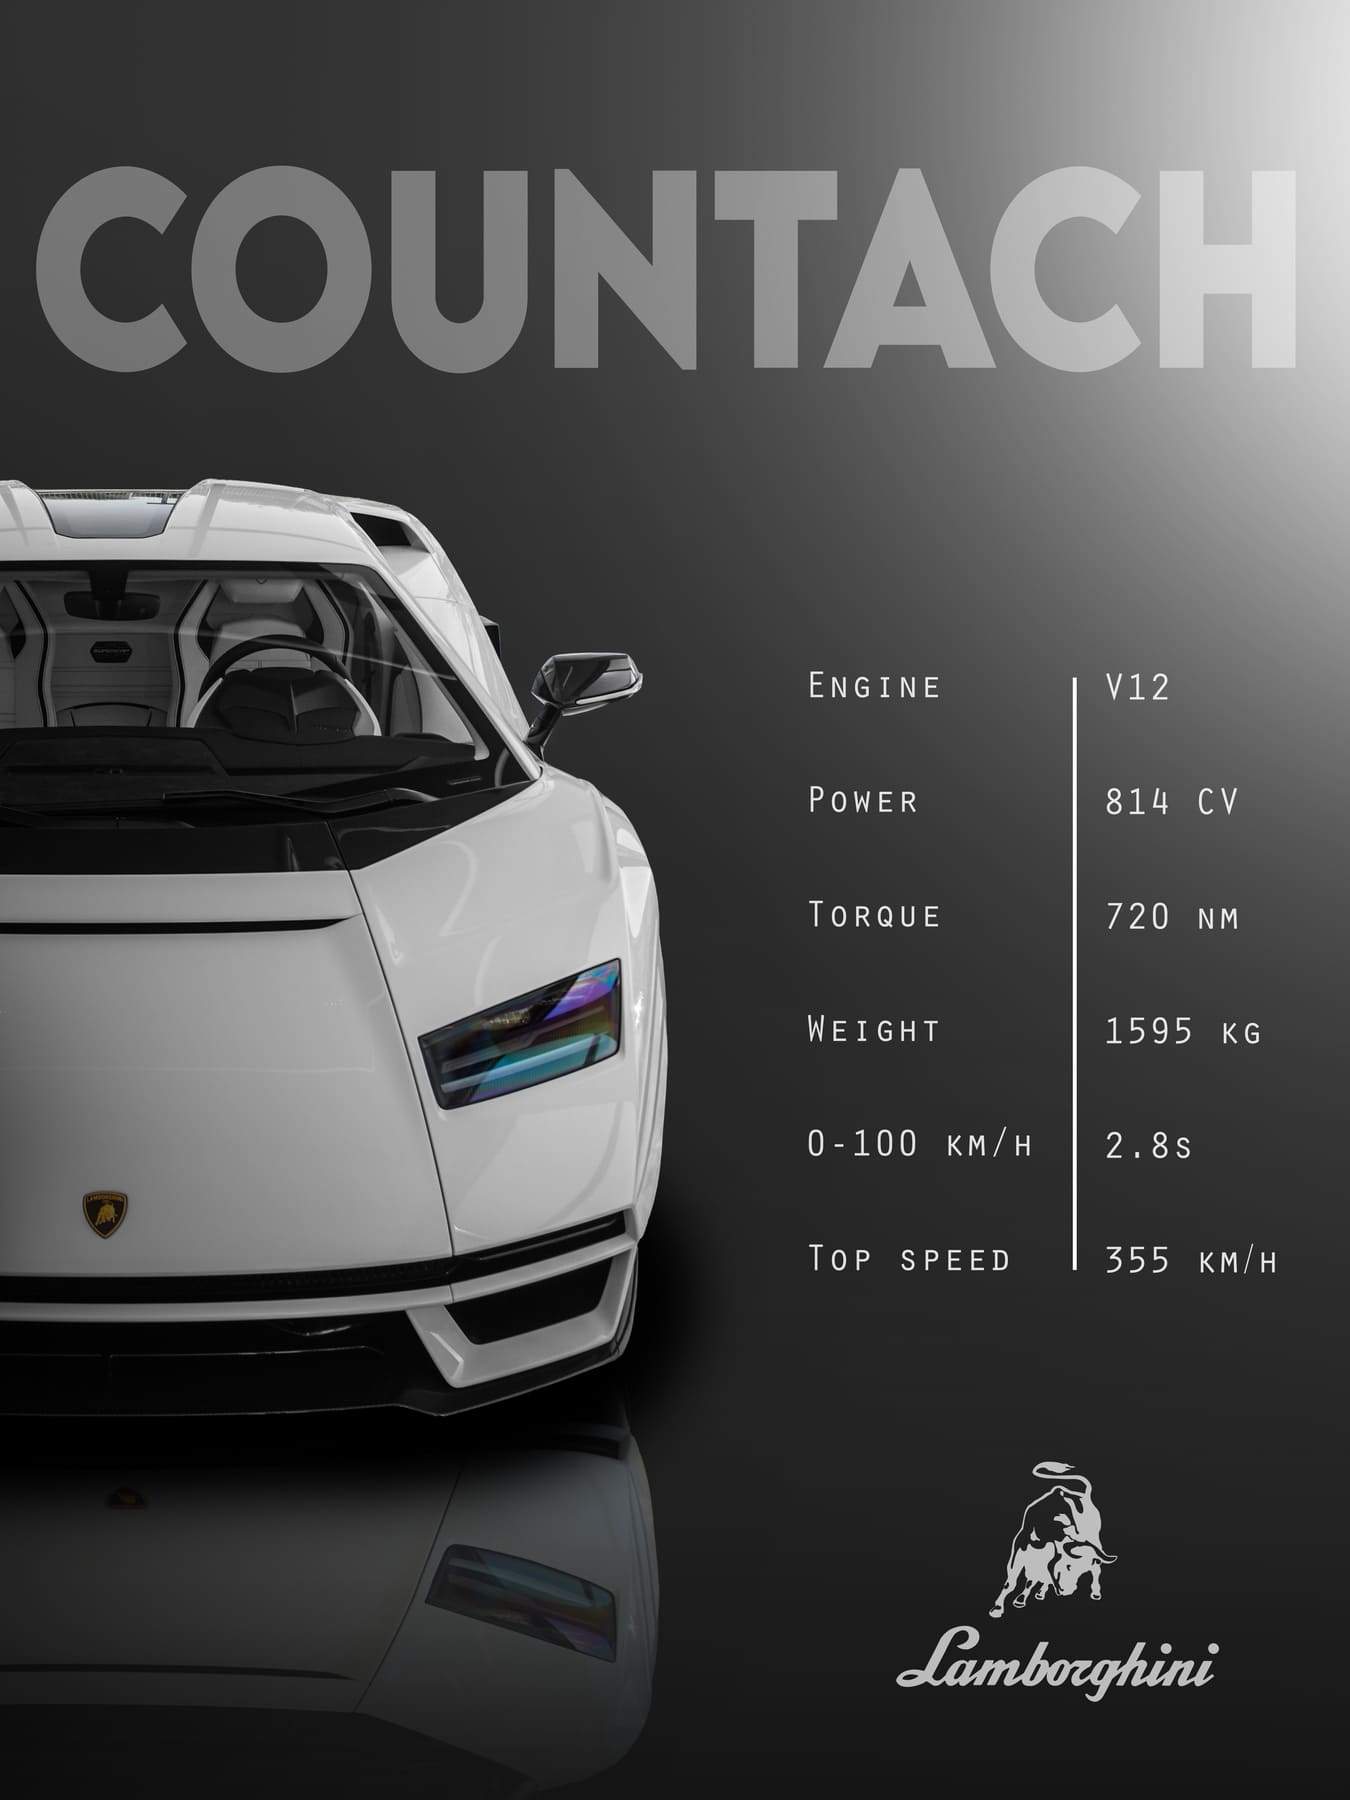 COUNTACH
ENGINE V12
POWER 814 CV
TORQUE 720 NM
WEIGHT 1595 KG
0-100 KM/H 2.8s
TOP SPEED 355 KM/H
LAMBORGHINI
Lamborghini